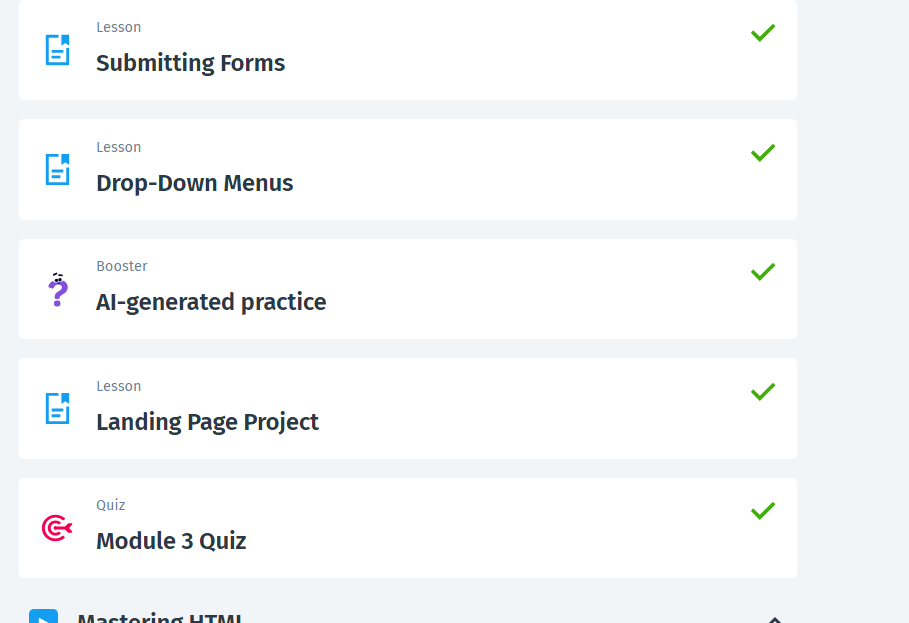 Lesson
Submitting Forms
Lesson
Drop-Down Menus
Booster
AI-generated practice
Lesson
Landing Page Project
Quiz
Module 3 Quiz
Mastering HTML